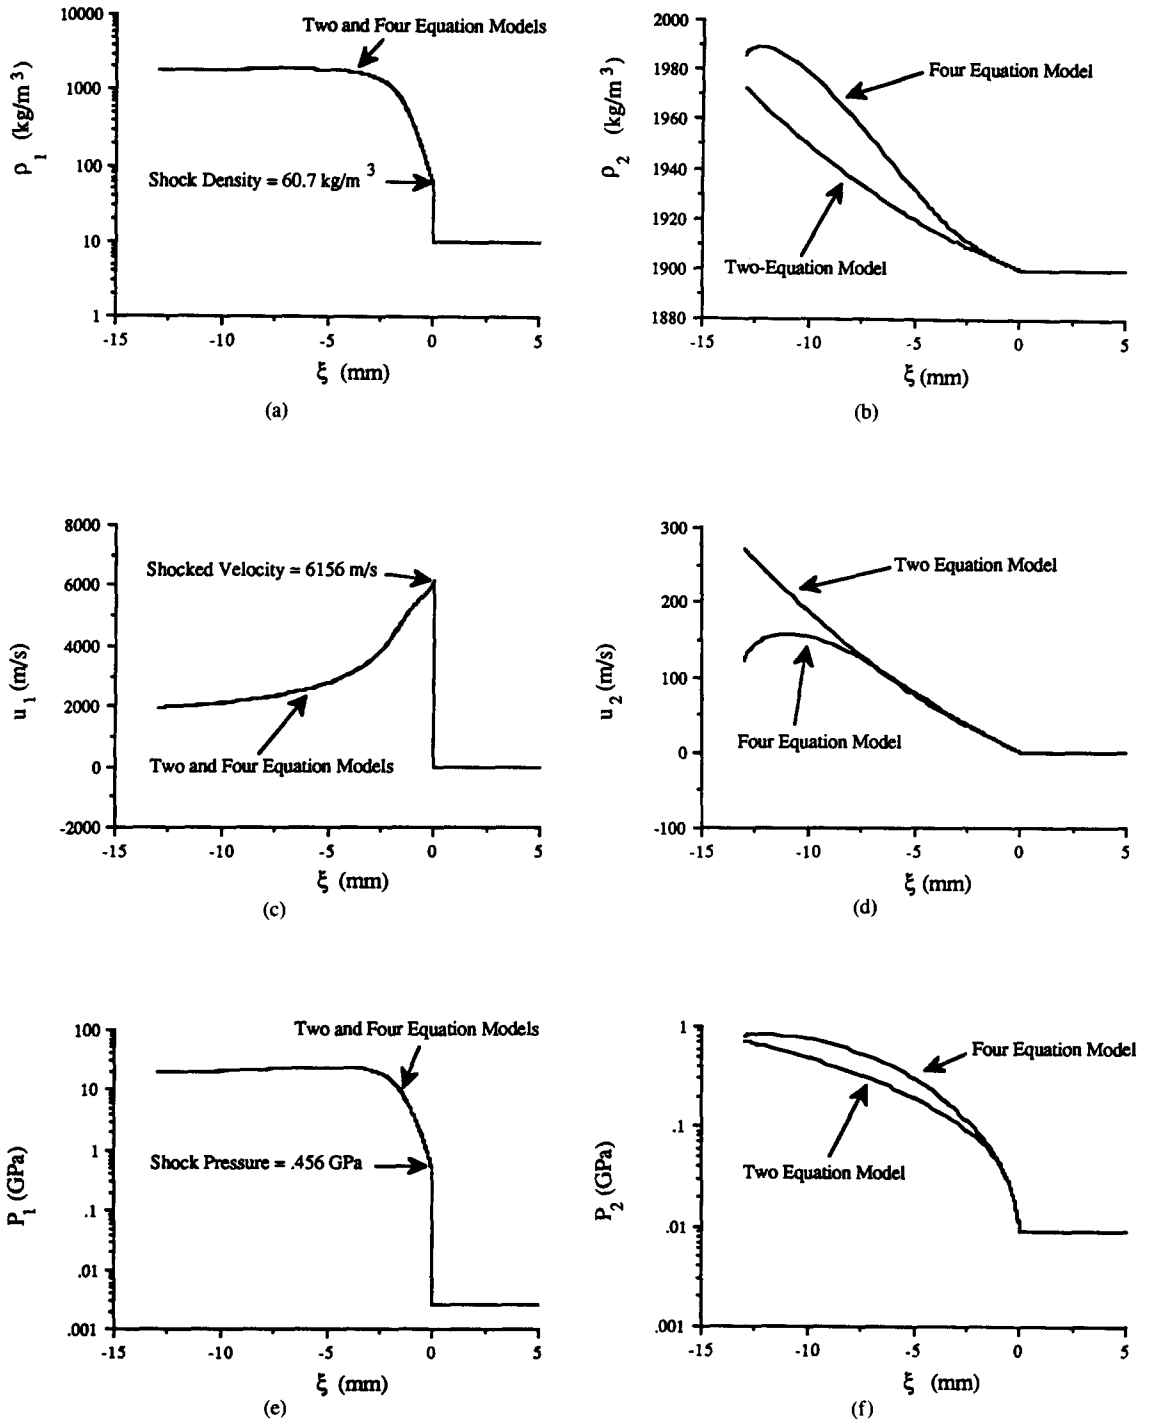 10000
1000
100
10
1
ρ1 (kg/m3)
Two and Four Equation Models
Shock Density = 60.7 kg/m 3
-15 -10 -5 0 5
ξ (mm)
(a)
2000
1980
1960
1940
1920
1900
1880
ρ2 (kg/m3)
Four Equation Model
Two-Equation Model
-15 -10 -5 0 5
ξ (mm)
(b)
8000
6000
4000
2000
0
-2000
u1 (m/s)
Shocked Velocity = 6156 m/s
Two and Four Equation Models
-15 -10 -5 0 5
ξ (mm)
(c)
300
200
100
0
-100
u2 (m/s)
Two Equation Model
Four Equation Model
-15 -10 -5 0 5
ξ (mm)
(d)
100
10
1
.1
.01
.001
P1 (GPa)
Two and Four Equation Models
Shock Pressure = .456 GPa
-15 -10 -5 0 5
ξ (mm)
(e)
1
.1
.01
.001
P2 (GPa)
Four Equation Model
Two Equation Model
-15 -10 -5 0 5
ξ (mm)
(f)